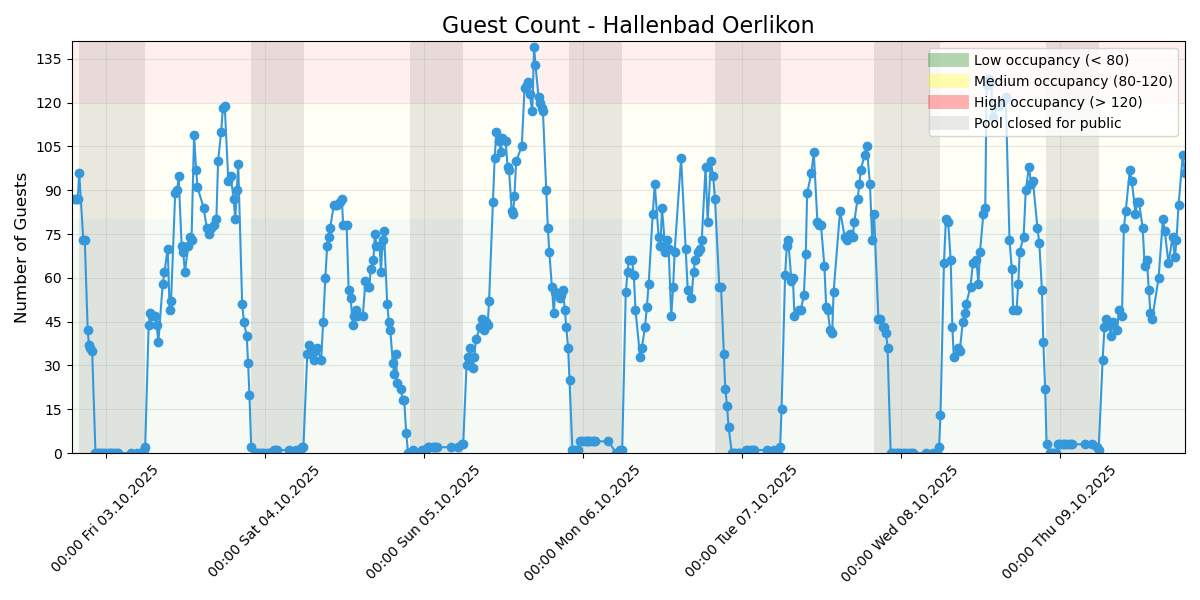 Guest Count - Hallenbad Oerlikon
Number of Guests
135
120
105
90
75
60
45
30
15
0
Low occupancy (< 80)
Medium occupancy (80-120)
High occupancy (> 120)
Pool closed for public
00:00 Fri 03.10.2025
00:00 Sat 04.10.2025
00:00 Sun 05.10.2025
00:00 Mon 06.10.2025
00:00 Tue 07.10.2025
00:00 Wed 08.10.2025
00:00 Thu 09.10.2025